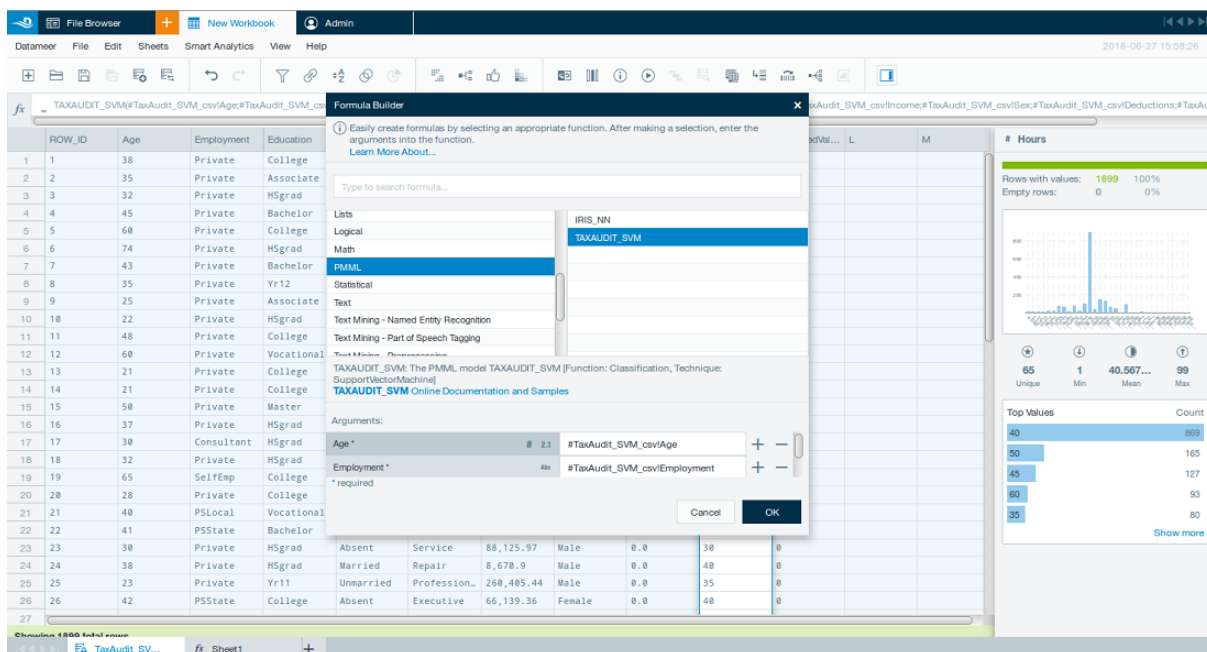 File Browser + New Workbook Admin
Datameer File Edit Sheets Smart Analytics View Help 2018-06-27 15:58:26
fx TAXAUDIT_SVM(#TaxAudit_SVM_csv!Age;#TaxAudit_SVM_csv
SVM_csv!Income;#TaxAudit_SVM_csv!Sex;#TaxAudit_SVM_csv!Deductions;#TaxAu
Formula Builder
Easily create formulas by selecting an appropriate function. After making a selection, enter the
arguments into the function.
Learn More About...
Type to search formula...
Lists
Logical
Math
PMML
Statistical
Text
Text Mining - Named Entity Recognition
Text Mining - Part of Speech Tagging
Text Mining - Preprocessing
IRIS_NN
TAXAUDIT_SVM
TAXAUDIT_SVM: The PMML model TAXAUDIT_SVM [Function: Classification, Technique:
SupportVectorMachine]
TAXAUDIT_SVM Online Documentation and Samples
Arguments:
Age * # 2.1 #TaxAudit_SVM_csv!Age + −
Employment * Abc #TaxAudit_SVM_csv!Employment + −
* required
Cancel OK
ROW_ID Age Employment Education L M
1 1 38 Private College
2 2 35 Private Associate
3 3 32 Private HSgrad
4 4 45 Private Bachelor
5 5 60 Private College
6 6 74 Private HSgrad
7 7 43 Private Bachelor
8 8 35 Private Yr12
9 9 25 Private Associate
10 10 22 Private HSgrad
11 11 48 Private College
12 12 60 Private Vocational
13 13 21 Private College
14 14 21 Private College
15 15 50 Private Master
16 16 37 Private HSgrad
17 17 30 Consultant HSgrad
18 18 32 Private HSgrad
19 19 65 SelfEmp College
20 20 28 Private College
21 21 40 PSLocal Vocational
22 22 41 PSState Bachelor
23 23 30 Private HSgrad Absent Service 88,125.97 Male 0.0 30 0
24 24 38 Private HSgrad Married Repair 8,670.9 Male 0.0 40 0
25 25 23 Private Yr11 Unmarried Profession... 260,405.44 Male 0.0 35 0
26 26 42 PSState College Absent Executive 66,139.36 Female 0.0 40 0
27
Showing 1899 total rows
TaxAudit_SV... fx Sheet1 +
# Hours
Rows with values: 1899 100%
Empty rows: 0 0%
65 1 40.567... 99
Unique Min Mean Max
Top Values Count
40 869
50 165
45 127
60 93
35 80
Show more